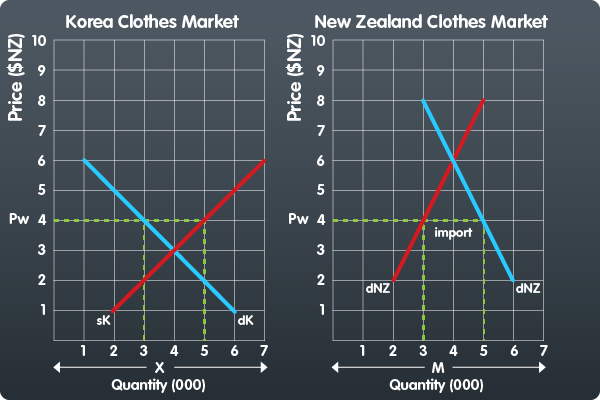 Korea Clothes Market
Price ($NZ)
10
9
8
7
6
5
Pw 4
3
2
1
sK
dK
1 2 3 4 5 6 7
X
Quantity (000)
New Zealand Clothes Market
Price ($NZ)
10
9
8
7
6
5
Pw 4
import
3
2
dNZ
dNZ
1
1 2 3 4 5 6 7
M
Quantity (000)